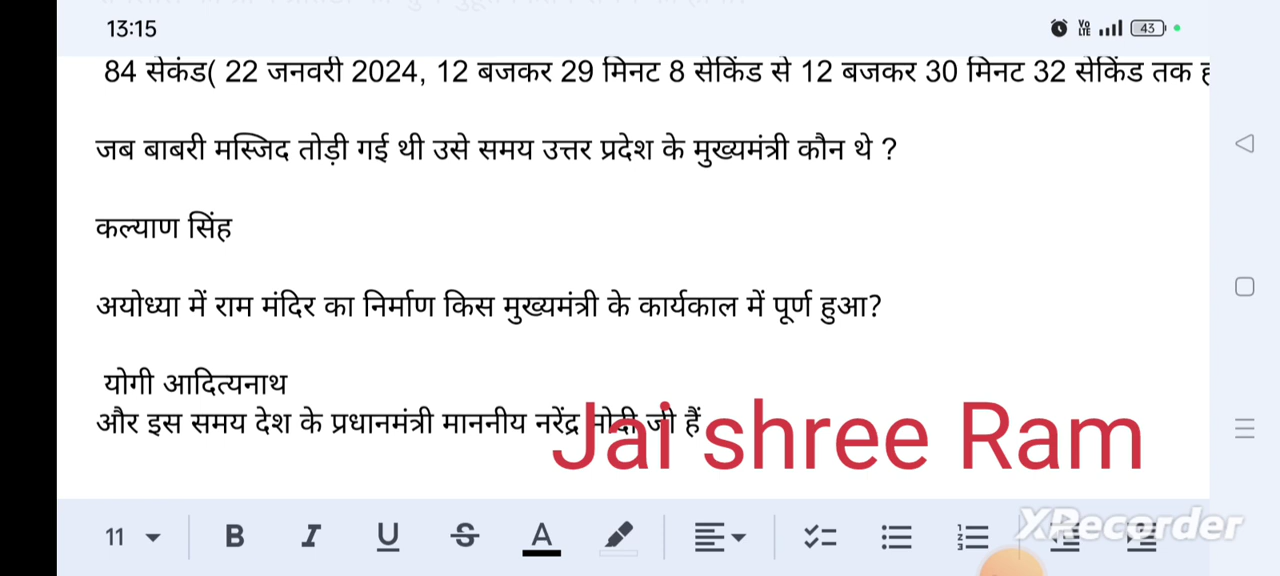 13:15
43
84 सेकंड( 22 जनवरी 2024, 12 बजकर 29 मिनट 8 सेकिंड से 12 बजकर 30 मिनट 32 सेकिंड तक
जब बाबरी मस्जिद तोड़ी गई थी उसे समय उत्तर प्रदेश के मुख्यमंत्री कौन थे ?
कल्याण सिंह
अयोध्या में राम मंदिर का निर्माण किस मुख्यमंत्री के कार्यकाल में पूर्ण हुआ?
योगी आदित्यनाथ
और इस समय देश के प्रधानमंत्री माननीय नरेंद्र मोदी जी हैं
Jai shree Ram
11 B I U S A
XRecorder